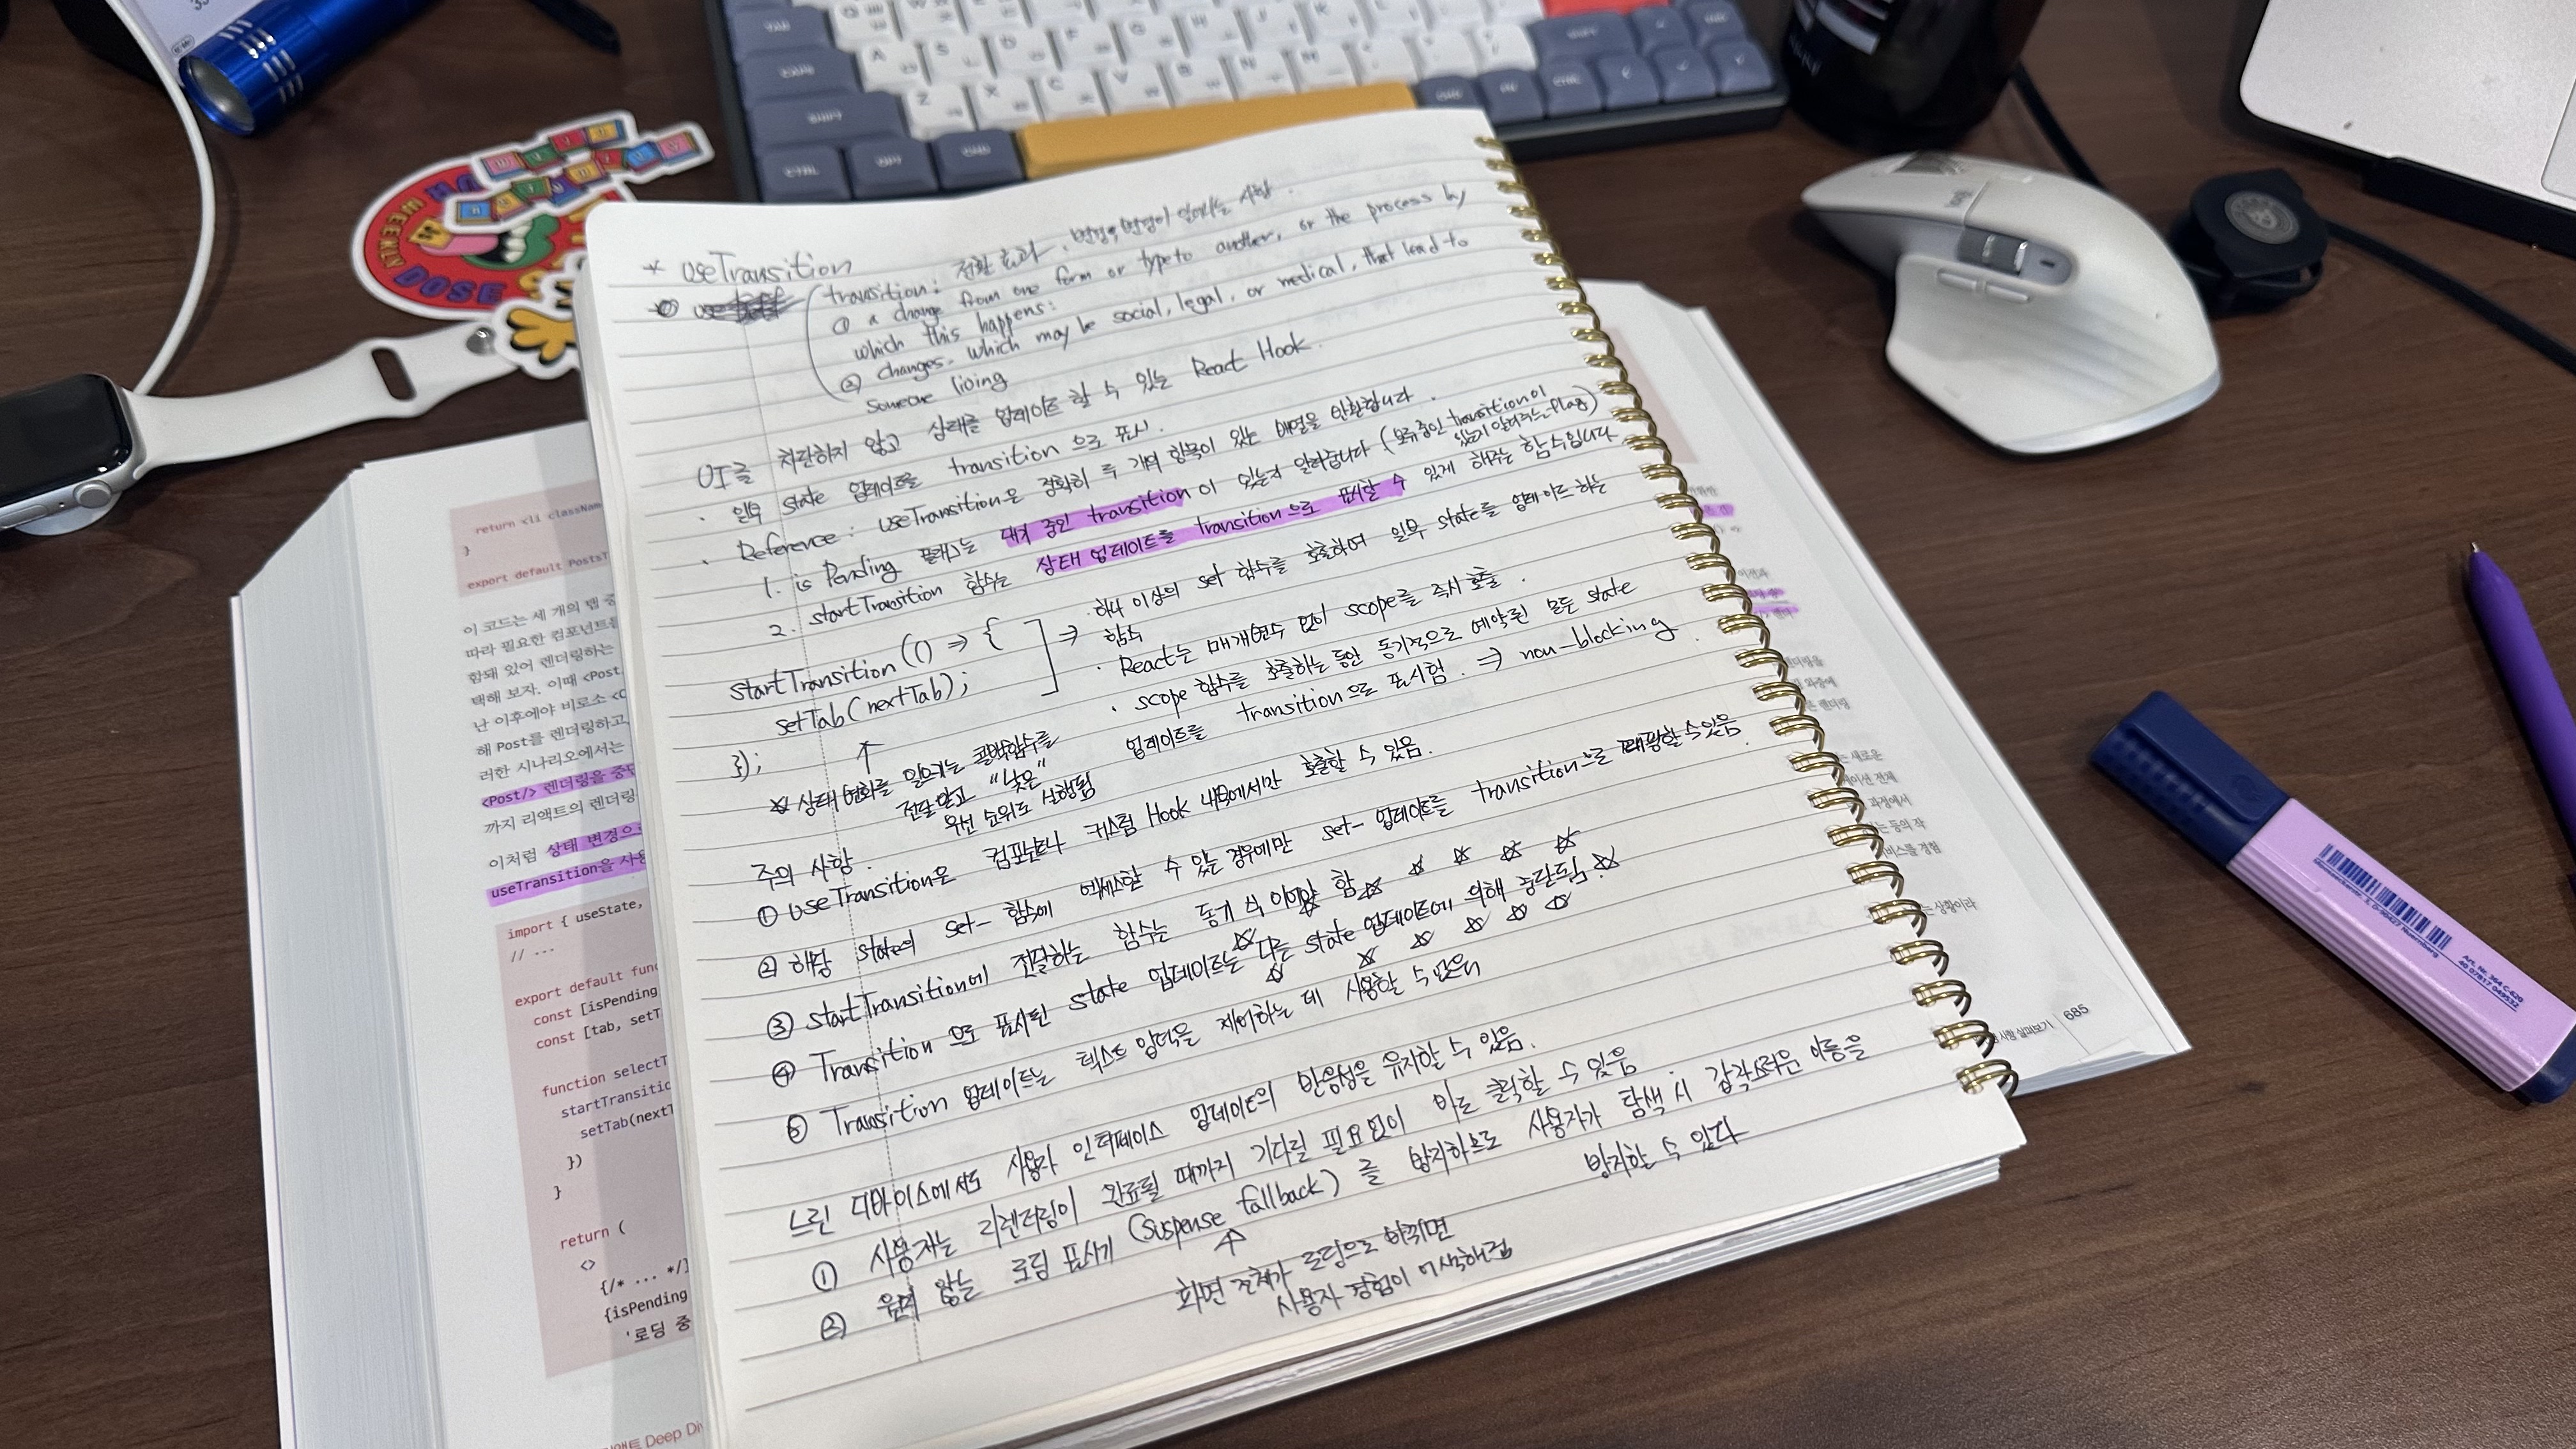 * useTransition
transition: 전환 효과, 변경, 변경이 일어나는 사항.
① a change from one form or type to another, or the process by
which this happens:
② changes- which may be social, legal, or medical, that lead to
someone living
UI를 차단하지 않고 상태를 업데이트 할 수 있는 React Hook.
· 일부 state 업데이트를 transition 으로 표시.
· Reference: useTransition은 정확히 두 개의 항목이 있는 배열을 반환합니다.
1. is Pending 플래그는 대기 중인 transition 이 있는지 알려줍니다 (보류중인 transition이
있는지 알려주는 flag)
2. startTransition 함수는 상태 업데이트를 transition으로 표시할 수 있게 해주는 함수입니다
startTransition (() => {
setTab(nextTab);
});
⇒ · 하나 이상의 set 함수를 호출하여 일부 state를 업데이트 하는
함수
· React는 매개변수 없이 scope를 즉시 호출.
· scope 함수를 호출하는 동안 동기적으로 예약된 모든 state
업데이트를 transition으로 표시함. ⇒ non-blocking
↑
☆ 상태 변화를 일으키는 콜백함수를
전달받고 "낮은"
우선 순위로 실행됨
주의 사항.
① useTransition은 컴포넌트나 커스텀 Hook 내부에서만 호출할 수 있음.
② 해당 state의 set- 함수에 액세스할 수 있는 경우에만 set- 업데이트를 transition으로 래핑할 수 있음
③ startTransition에 전달하는 함수는 동기 식 이어야 함 ☆ ☆ ☆ ☆ ☆
④ Transition 으로 표시된 state 업데이트는 다른 state 업데이트에 의해 중단됨. ☆
⑤ Transition 업데이트는 텍스트 입력을 제어하는 데 사용할 수 없음
느린 디바이스에서도 사용자 인터페이스 업데이트의 반응성을 유지할 수 있음.
① 사용자는 리렌더링이 완료될 때까지 기다릴 필요없이 바로 클릭할 수 있음.
② 원치 않는 로딩 표시기 (Suspense fallback) 를 방지하므로 사용자가 탐색 시 갑작스러운 이동을
방지할 수 있다
↑
화면 전체가 로딩으로 바뀌면
사용자 경험이 어색해짐
return <li classNam
}
export default PostsT
이 코드는 세 개의 탭 중
따라 필요한 컴포넌트를
함돼 있어 렌더링하는
택해 보자. 이때 <Post
난 이후에야 비로소 <C
해 Post를 렌더링하고,
러한 시나리오에서는
<Post/> 렌더링을 중단
까지 리액트의 렌더링
이처럼 상태 변경으
useTransition을 사용
import { useState,
// ...
export default func
const [isPending
const [tab, setT
function selectT
startTransitio
setTab(nextT
})
}
return (
<>
{/* ... */}
{isPending
'로딩 중
Deep Di
사항 살펴보기 | 685
WEEKLY
DOSE
Art. Nr. 364 C-620